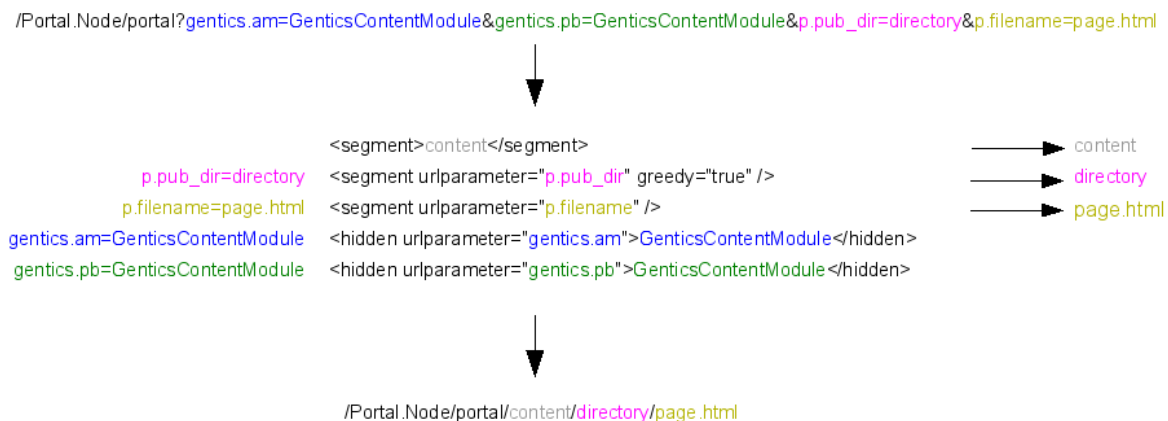 /Portal.Node/portal?gentics.am=GenticsContentModule&gentics.pb=GenticsContentModule&p.pub_dir=directory&p.filename=page.html
<segment>content</segment> content
p.pub_dir=directory <segment urlparameter="p.pub_dir" greedy="true" /> directory
p.filename=page.html <segment urlparameter="p.filename" /> page.html
gentics.am=GenticsContentModule <hidden urlparameter="gentics.am">GenticsContentModule</hidden>
gentics.pb=GenticsContentModule <hidden urlparameter="gentics.pb">GenticsContentModule</hidden>
/Portal.Node/portal/content/directory/page.html